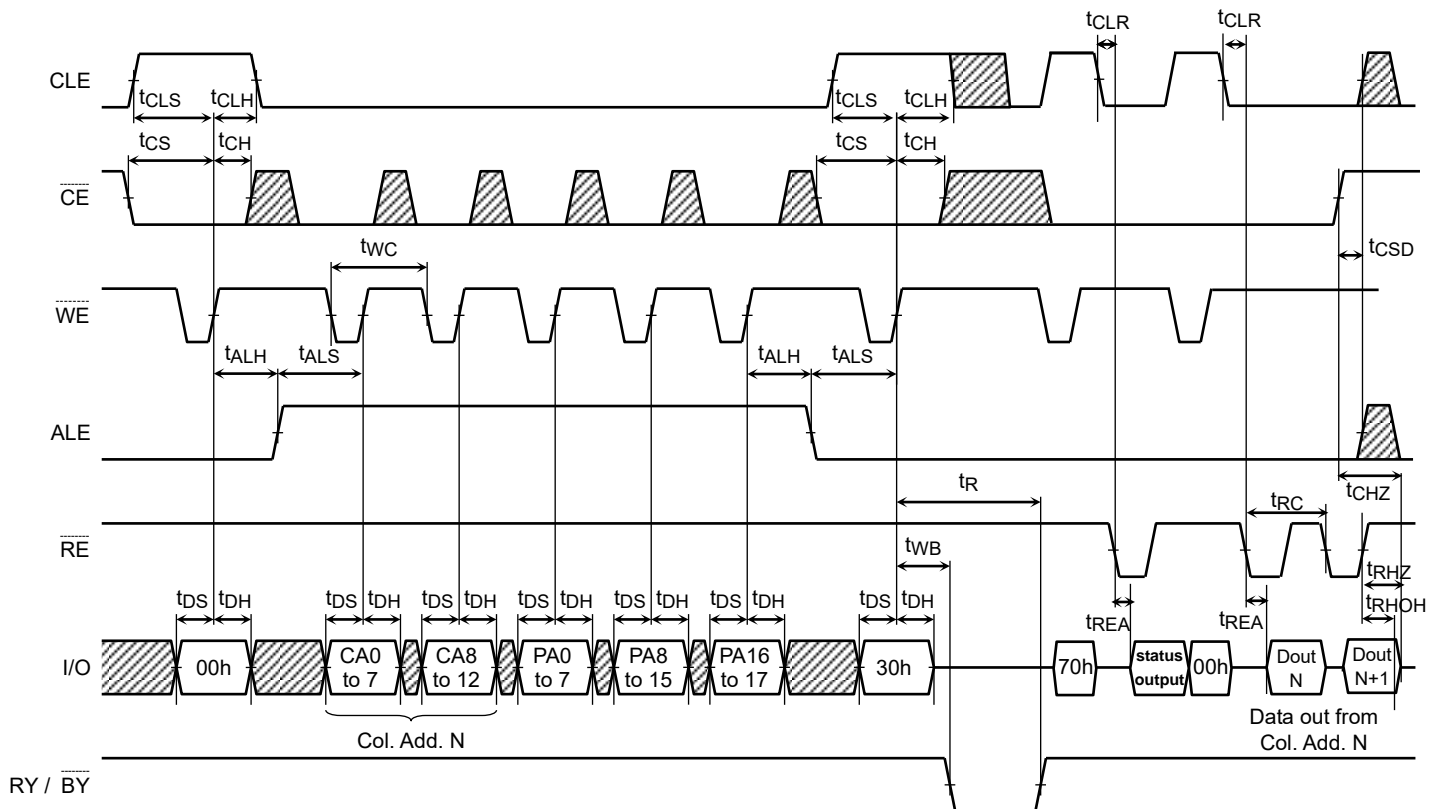 tCLR tCLR
CLE
tCLS tCLH tCLS tCLH
tCS tCH tCS tCH
CE
tWC tCSD
WE
tALH tALS tALH tALS
ALE
tR tCHZ
tRC
RE
tWB
tRHZ
tDS tDH tDS tDH tDS tDH tDS tDH tDS tDH tDS tDH tDS tDH tREA tREA tRHOH
I/O 00h CA0 to 7 CA8 to 12 PA0 to 7 PA8 to 15 PA16 to 17 30h 70h status output 00h Dout N Dout N+1
Col. Add. N
Data out from
Col. Add. N
RY / BY